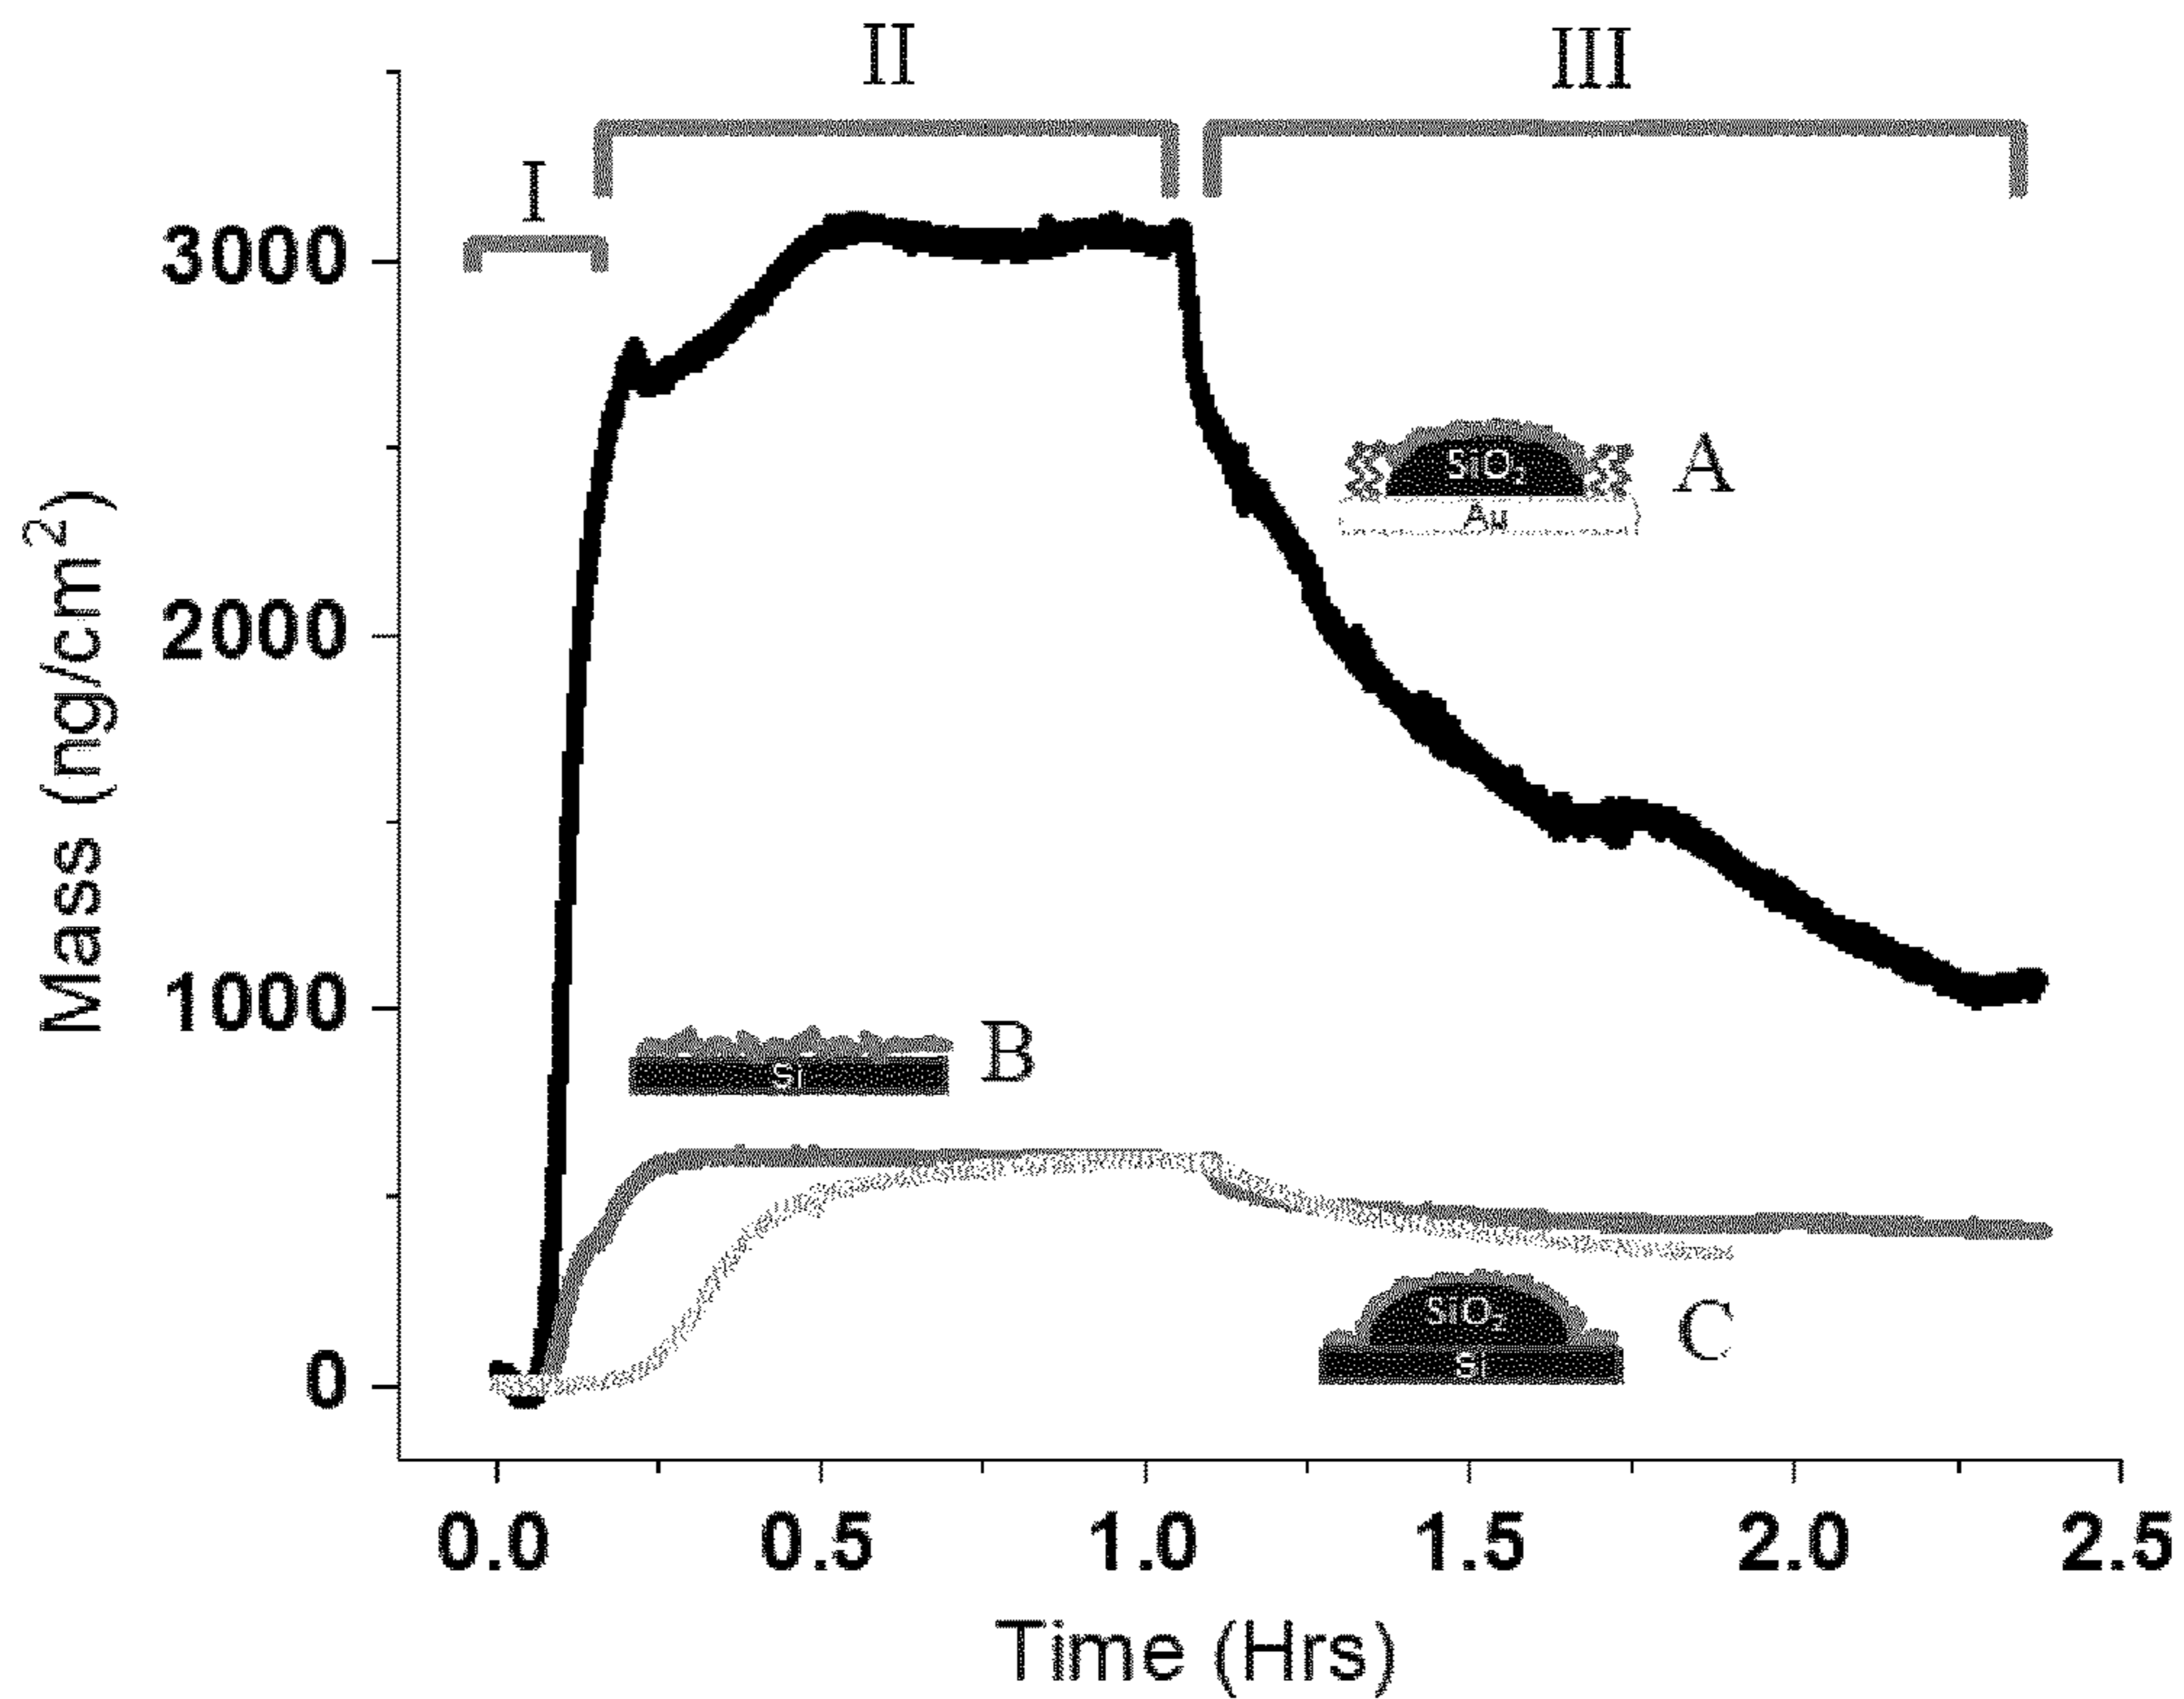 II
III
I
3000
SiO₂
A
Au
2000
Mass (ng/cm²)
1000
B
Si
SiO₂
C
Si
0
0.0 0.5 1.0 1.5 2.0 2.5
Time (Hrs)